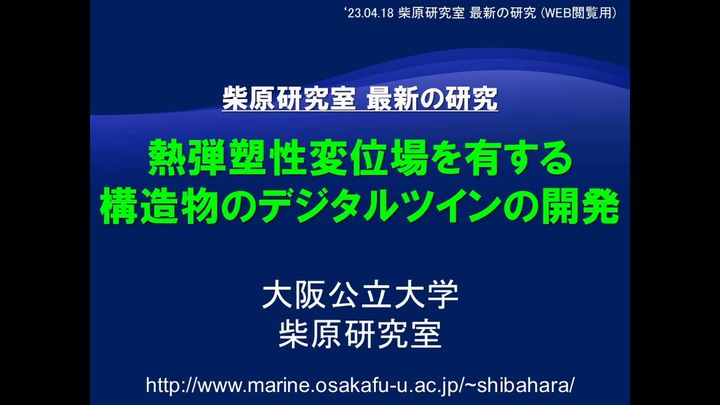 ‘23.04.18 柴原研究室 最新の研究 (WEB閲覧用)
柴原研究室 最新の研究
熱弾塑性変位場を有する
構造物のデジタルツインの開発
大阪公立大学
柴原研究室
http://www.marine.osakafu-u.ac.jp/~shibahara/